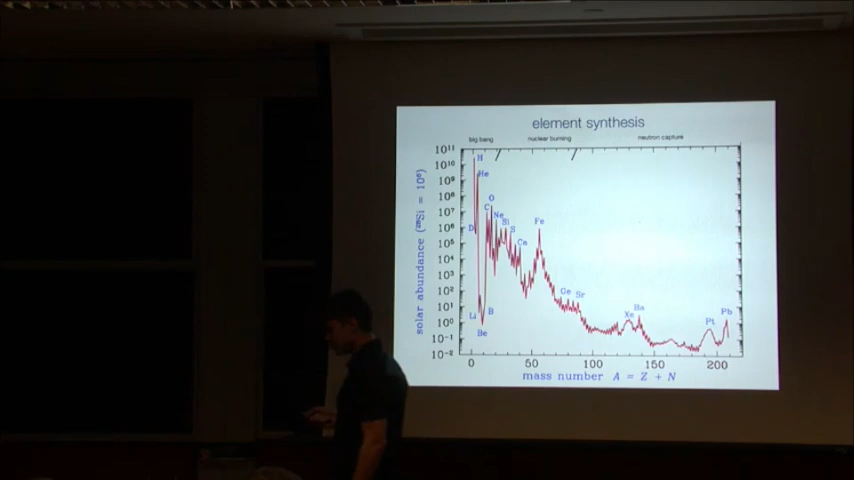 element synthesis
big bang nuclear burning neutron capture
10¹¹
10¹⁰
10⁹
10⁸
10⁷
10⁶
10⁵
10⁴
10³
10²
10¹
10⁰
10⁻¹
10⁻²
solar abundance (²⁸Si = 10⁶)
H
He
D
Li
Be
B
C
O
Ne
Si
S
Ca
Fe
Ge
Sr
Xe
Ba
Pt
Pb
0 50 100 150 200
mass number A = Z + N